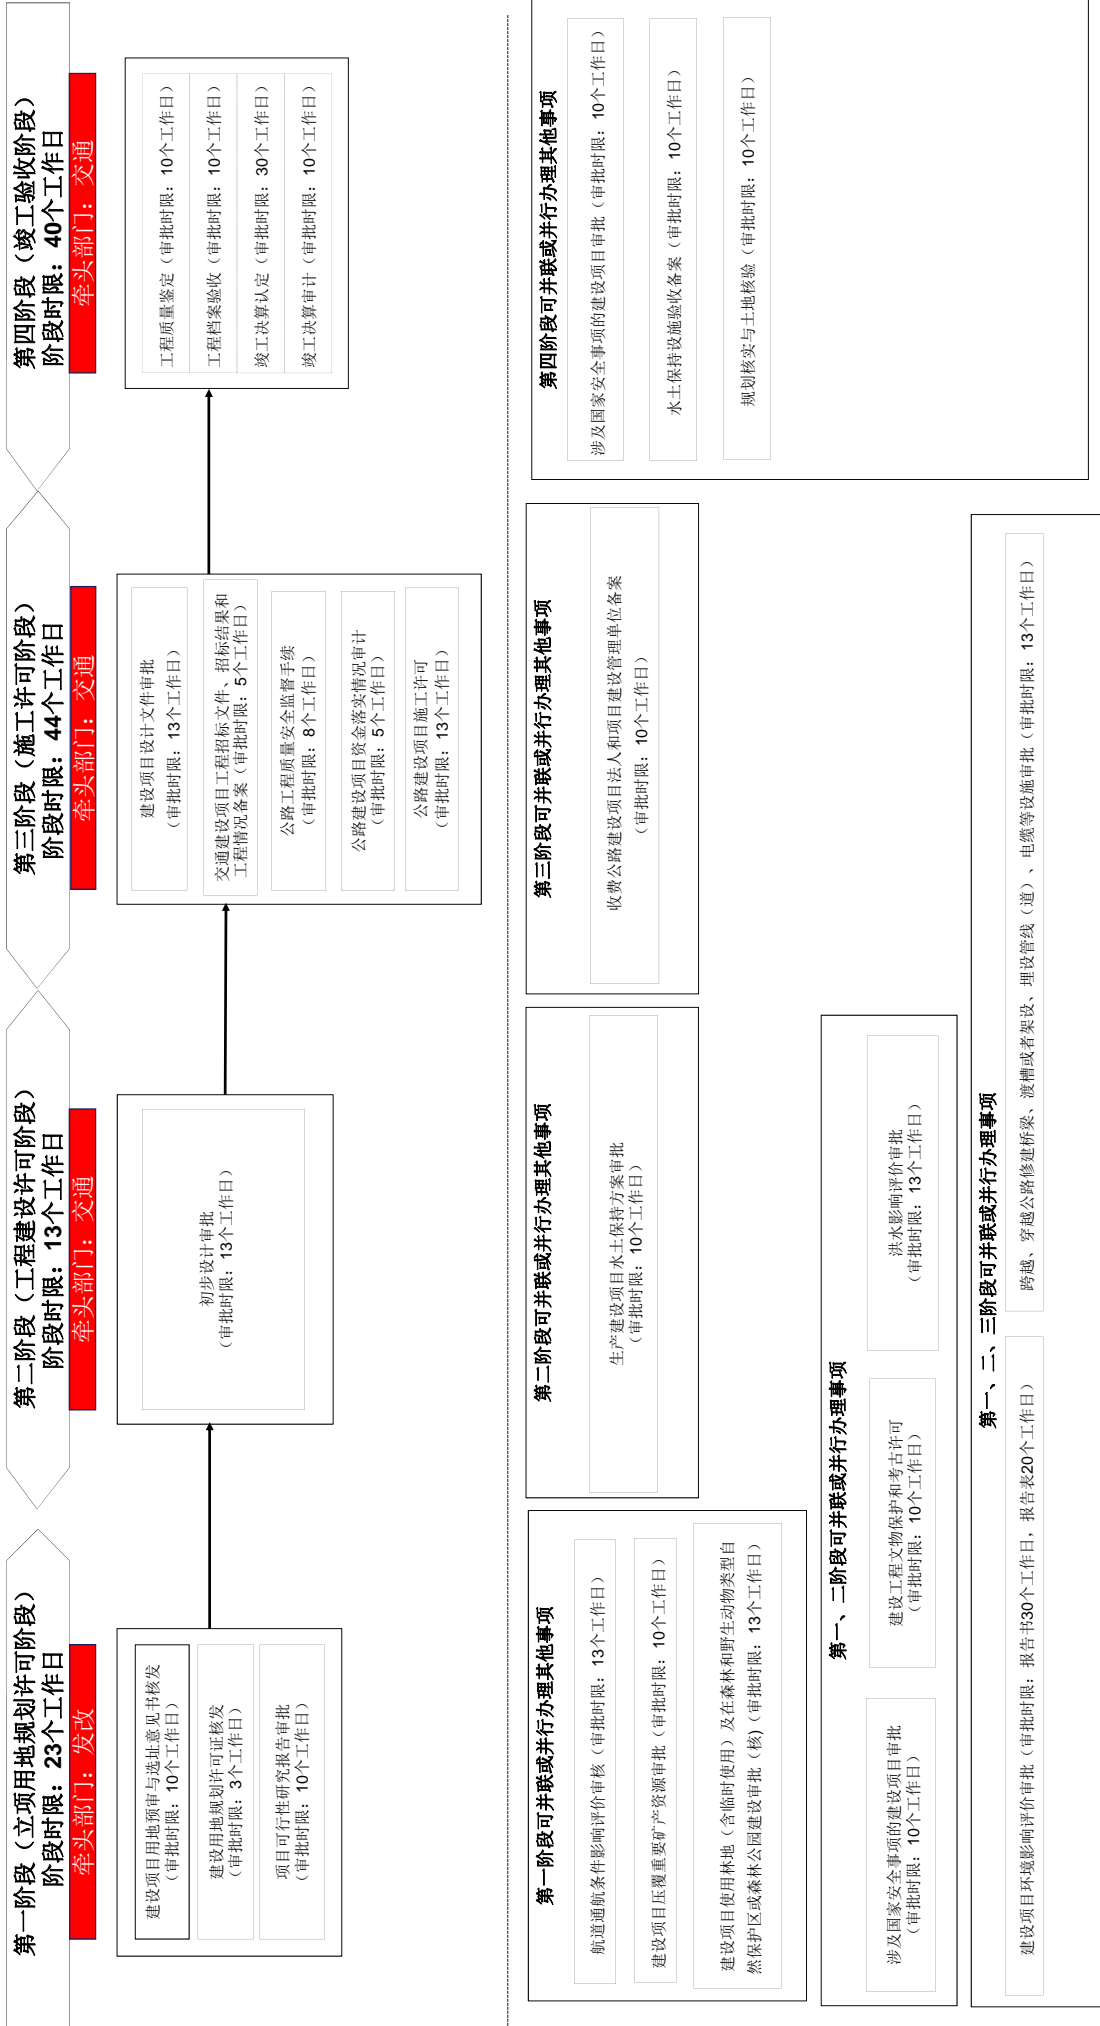 第一阶段（立项用地规划许可阶段）
阶段时限：23个工作日
牵头部门：发改
建设项目用地预审与选址意见书核发
（审批时限：10个工作日）
建设用地规划许可证核发
（审批时限：3个工作日）
项目可行性研究报告审批
（审批时限：10个工作日）
第二阶段（工程建设许可阶段）
阶段时限：13个工作日
牵头部门：交通
初步设计审批
（审批时限：13个工作日）
第三阶段（施工许可阶段）
阶段时限：44个工作日
牵头部门：交通
建设项目设计文件审批
（审批时限：13个工作日）
交通建设项目工程招标文件、招标结果和
工程情况备案（审批时限：5个工作日）
公路工程质量安全监督手续
（审批时限：8个工作日）
公路建设项目资金落实情况审计
（审批时限：5个工作日）
公路建设项目施工许可
（审批时限：13个工作日）
第四阶段（竣工验收阶段）
阶段时限：40个工作日
牵头部门：交通
工程质量鉴定（审批时限：10个工作日）
工程档案验收（审批时限：10个工作日）
竣工决算认定（审批时限：30个工作日）
竣工决算审计（审批时限：10个工作日）
第一阶段可并联或并行办理其他事项
航道通航条件影响评价审核（审批时限：13个工作日）
建设项目压覆重要矿产资源审批（审批时限：10个工作日）
建设项目使用林地（含临时使用）及在森林和野生动物类型自
然保护区或森林公园建设审批（核）（审批时限：13个工作日）
第二阶段可并联或并行办理其他事项
生产建设项目水土保持方案审批
（审批时限：10个工作日）
第三阶段可并联或并行办理其他事项
收费公路建设项目法人和项目建设管理单位备案
（审批时限：10个工作日）
第四阶段可并联或并行办理其他事项
涉及国家安全事项的建设项目审批（审批时限：10个工作日）
水土保持设施验收备案（审批时限：10个工作日）
规划核实与土地核验（审批时限：10个工作日）
第一、二阶段可并联或并行办理事项
涉及国家安全事项的建设项目审批
（审批时限：10个工作日）
建设工程文物保护和考古许可
（审批时限：10个工作日）
洪水影响评价审批
（审批时限：13个工作日）
第一、二、三阶段可并联或并行办理事项
建设项目环境影响评价审批（审批时限：报告书30个工作日，报告表20个工作日）
跨越、穿越公路修建桥梁、渡槽或者架设、埋设管线（道）、电缆等设施审批（审批时限：13个工作日）